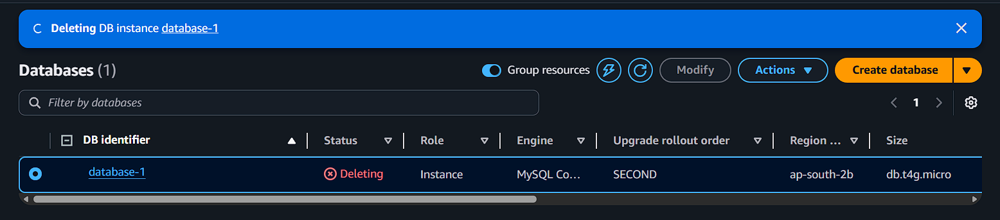 Deleting DB instance database-1
Databases (1)
Group resources
Modify
Actions
Create database
Filter by databases
1
DB identifier Status Role Engine Upgrade rollout order Region ... Size
database-1 Deleting Instance MySQL Co... SECOND ap-south-2b db.t4g.micro